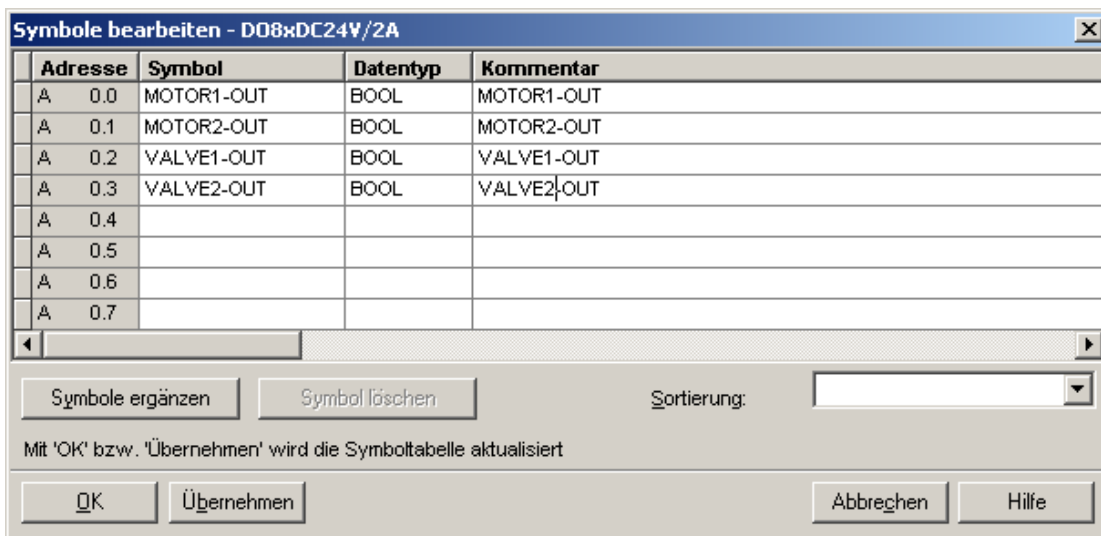 Symbole bearbeiten - DO8xDC24V/2A
Adresse Symbol Datentyp Kommentar
A 0.0 MOTOR1-OUT BOOL MOTOR1-OUT
A 0.1 MOTOR2-OUT BOOL MOTOR2-OUT
A 0.2 VALVE1-OUT BOOL VALVE1-OUT
A 0.3 VALVE2-OUT BOOL VALVE2-OUT
A 0.4
A 0.5
A 0.6
A 0.7
Symbole ergänzen Symbol löschen Sortierung:
Mit 'OK' bzw. 'Übernehmen' wird die Symboltabelle aktualisiert
OK Übernehmen Abbrechen Hilfe